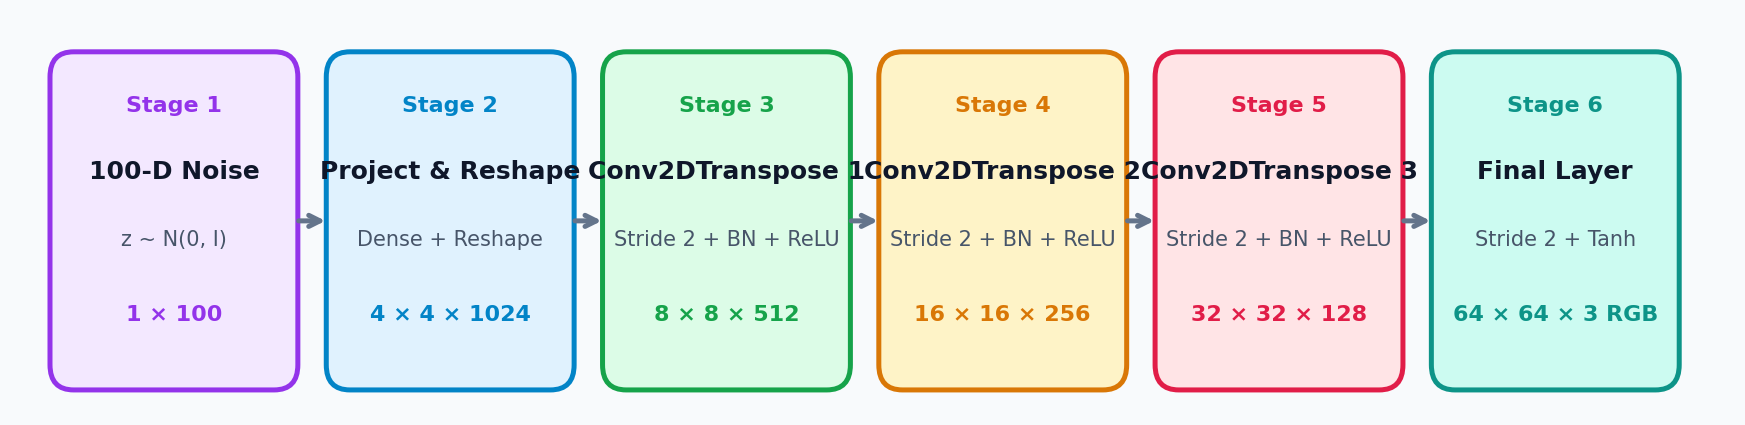 Stage 1
100-D Noise
z ~ N(0, I)
1 × 100
Stage 2
Project & Reshape
Dense + Reshape
4 × 4 × 1024
Stage 3
Conv2DTranspose 1
Stride 2 + BN + ReLU
8 × 8 × 512
Stage 4
Conv2DTranspose 2
Stride 2 + BN + ReLU
16 × 16 × 256
Stage 5
Conv2DTranspose 3
Stride 2 + BN + ReLU
32 × 32 × 128
Stage 6
Final Layer
Stride 2 + Tanh
64 × 64 × 3 RGB